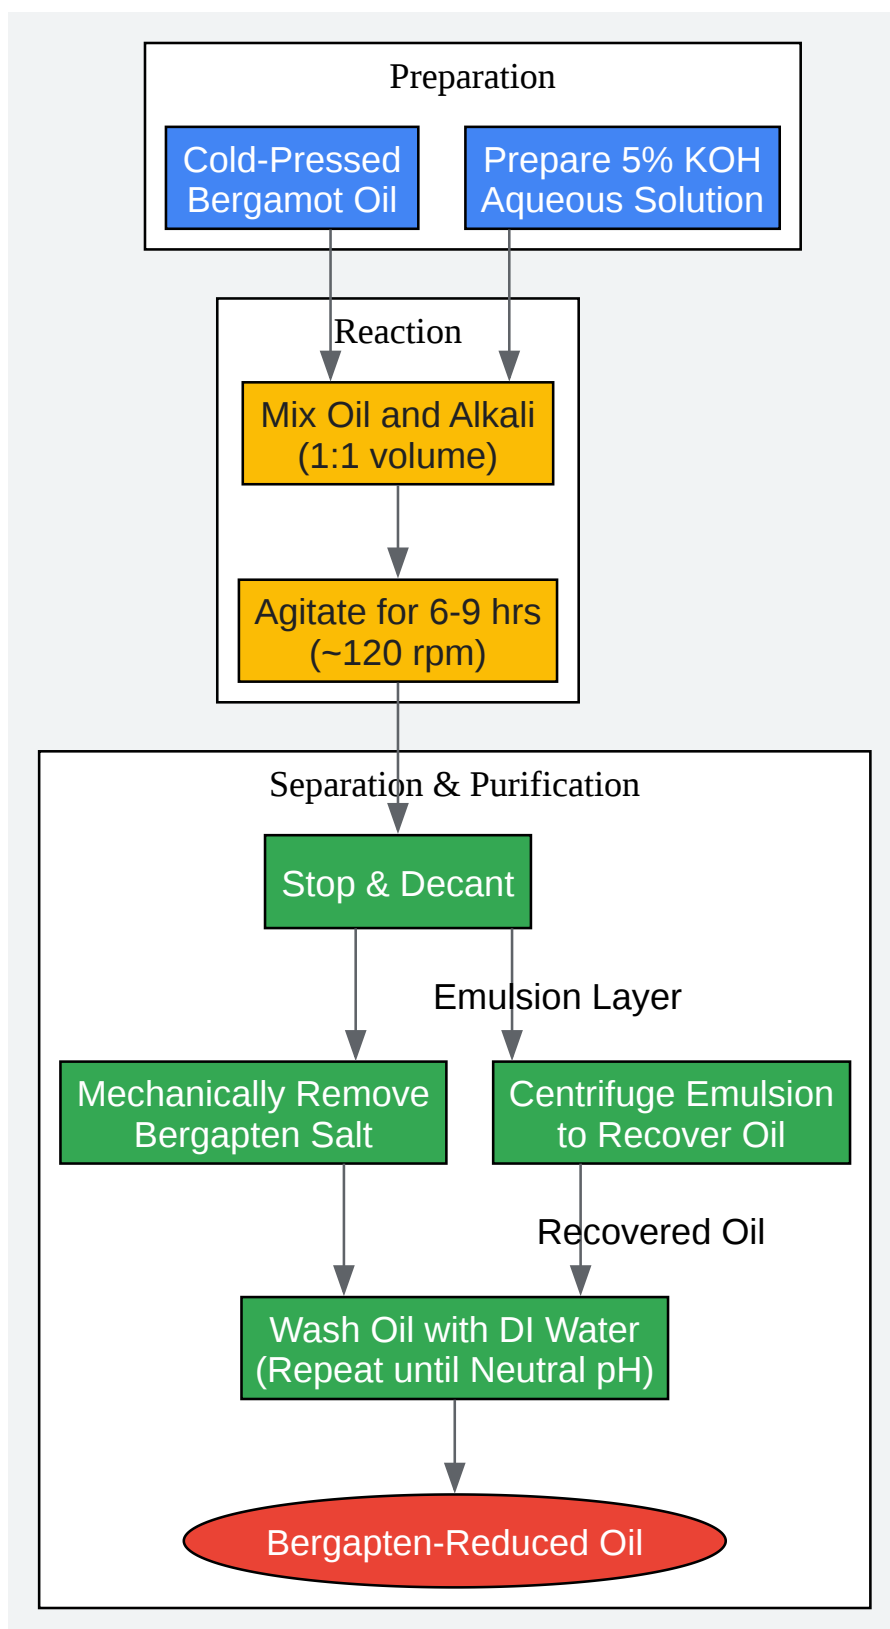 Preparation
Cold-Pressed
Bergamot Oil
Prepare 5% KOH
Aqueous Solution
Reaction
Mix Oil and Alkali
(1:1 volume)
Agitate for 6-9 hrs
(~120 rpm)
Separation & Purification
Stop & Decant
Emulsion Layer
Mechanically Remove
Bergapten Salt
Centrifuge Emulsion
to Recover Oil
Recovered Oil
Wash Oil with DI Water
(Repeat until Neutral pH)
Bergapten-Reduced Oil